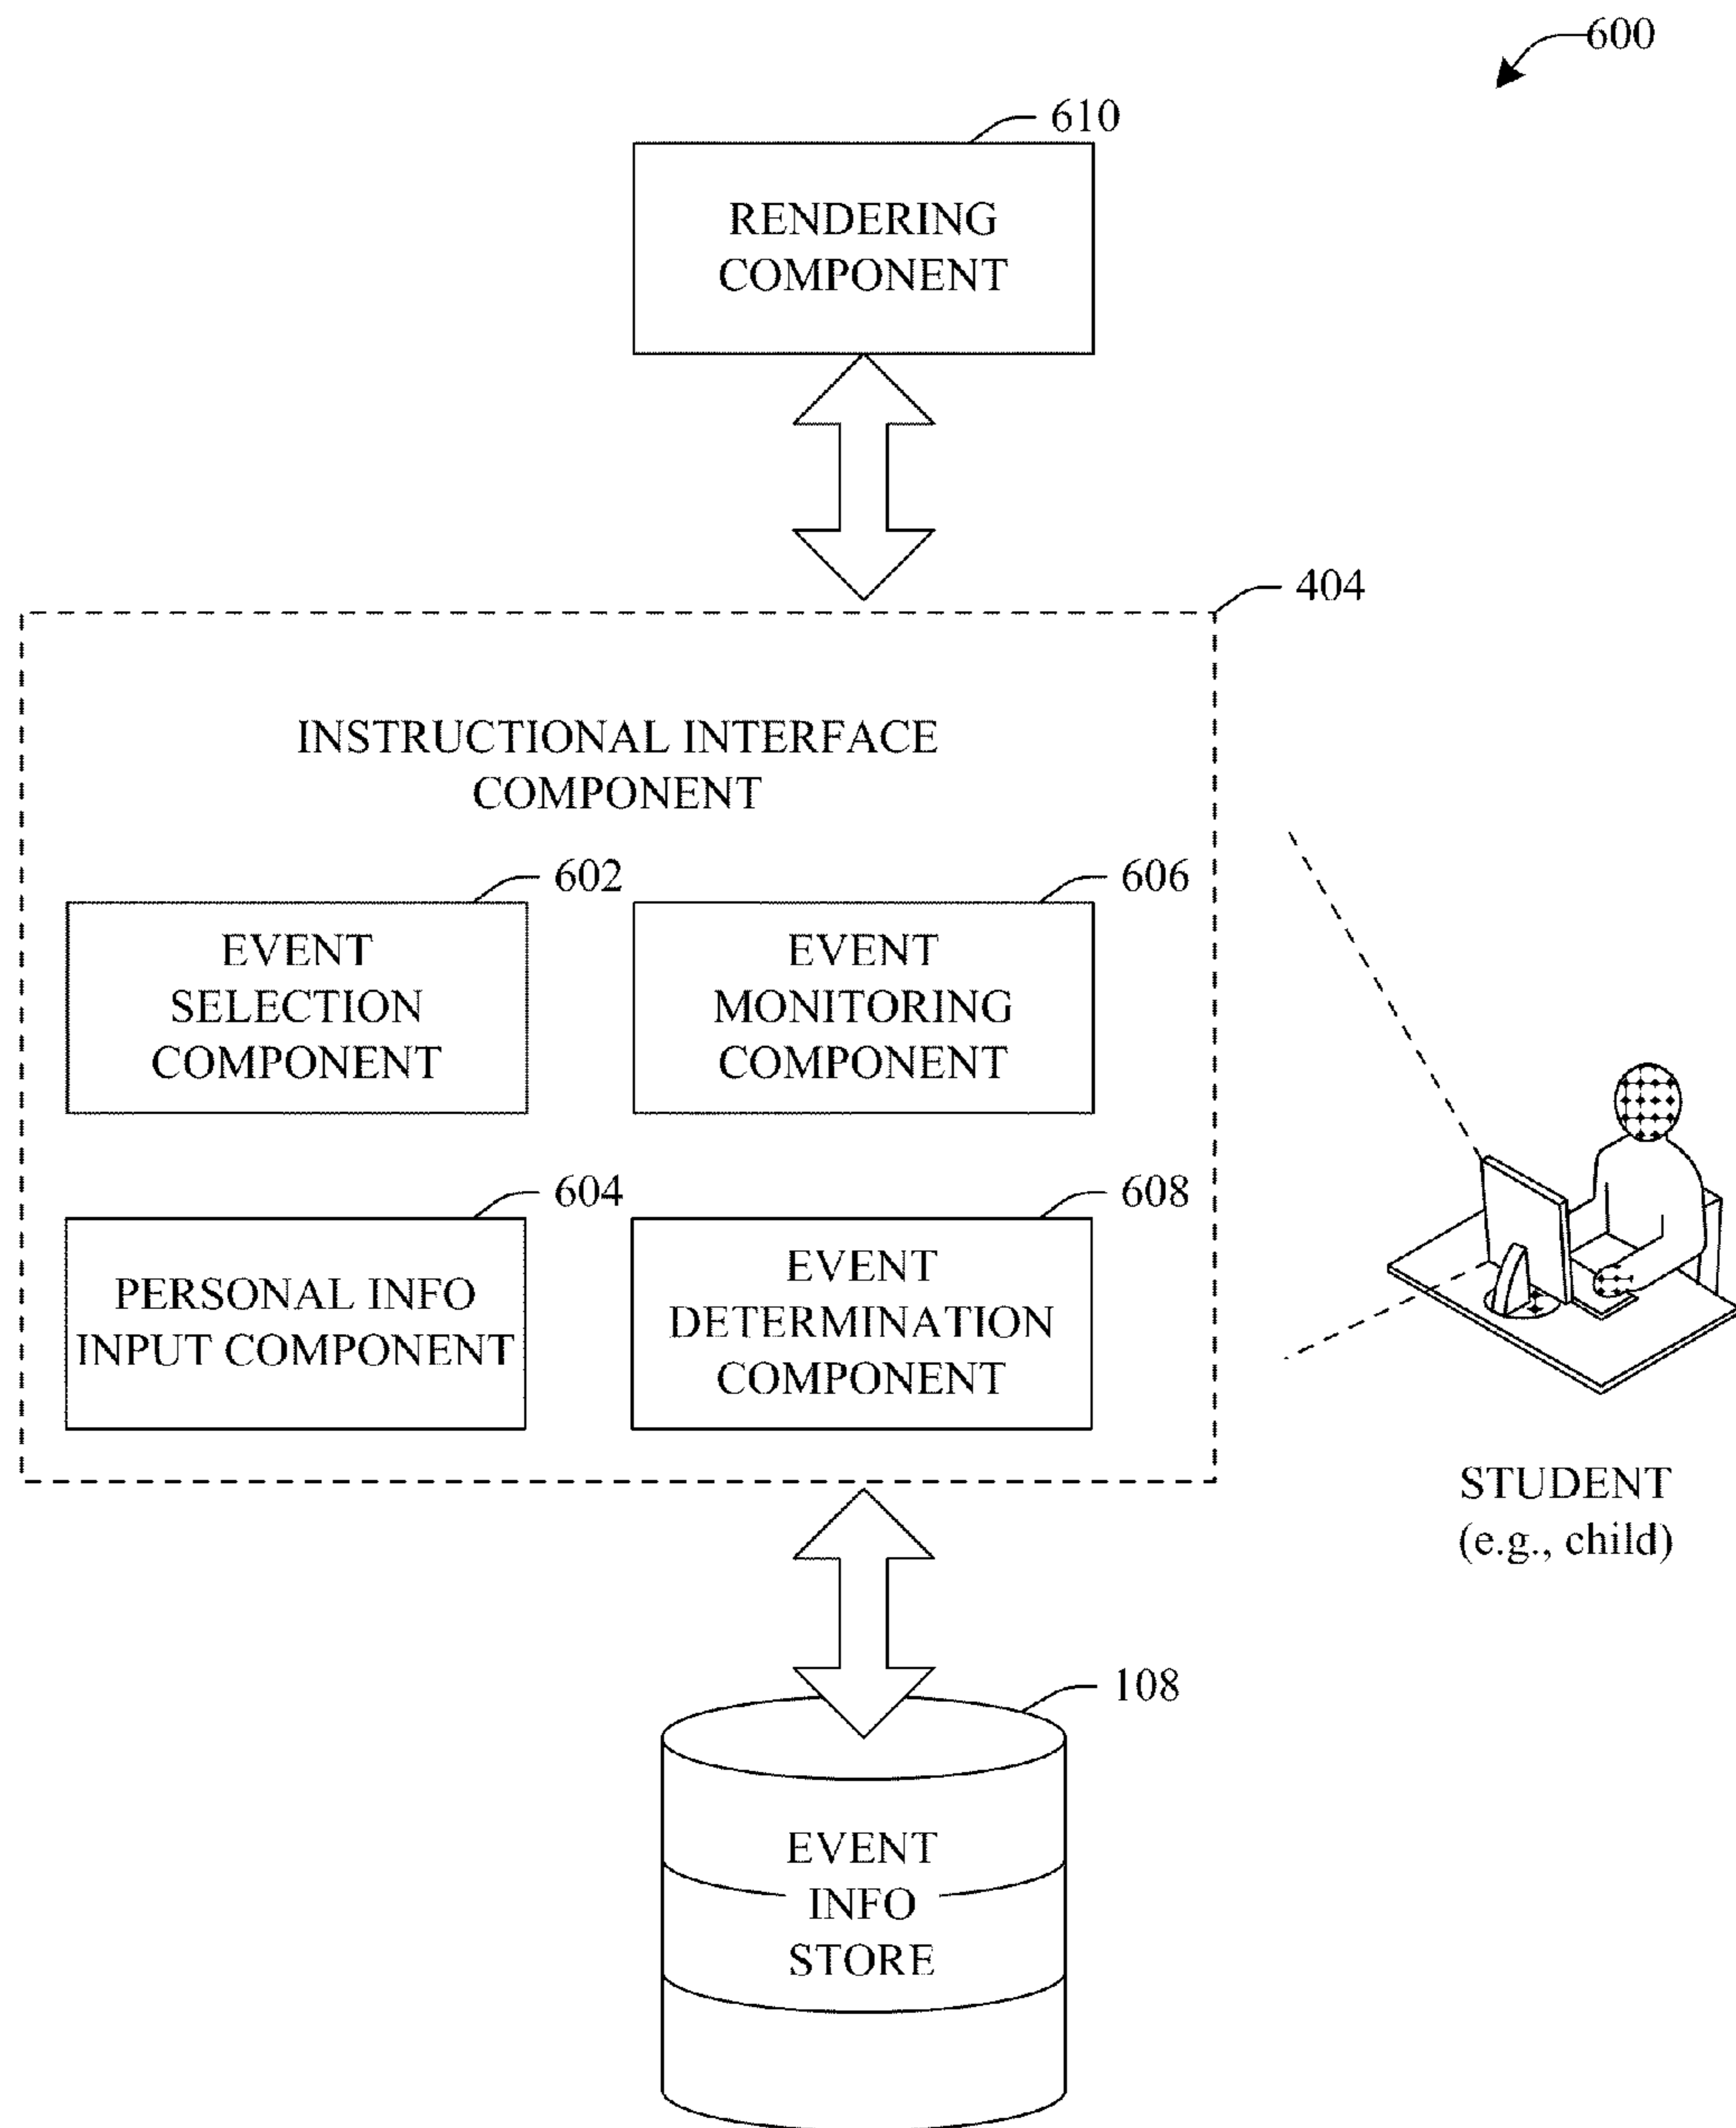 600
610
RENDERING
COMPONENT
404
INSTRUCTIONAL INTERFACE
COMPONENT
602
EVENT
SELECTION
COMPONENT
606
EVENT
MONITORING
COMPONENT
604
PERSONAL INFO
INPUT COMPONENT
608
EVENT
DETERMINATION
COMPONENT
STUDENT
(e.g., child)
108
EVENT
INFO
STORE